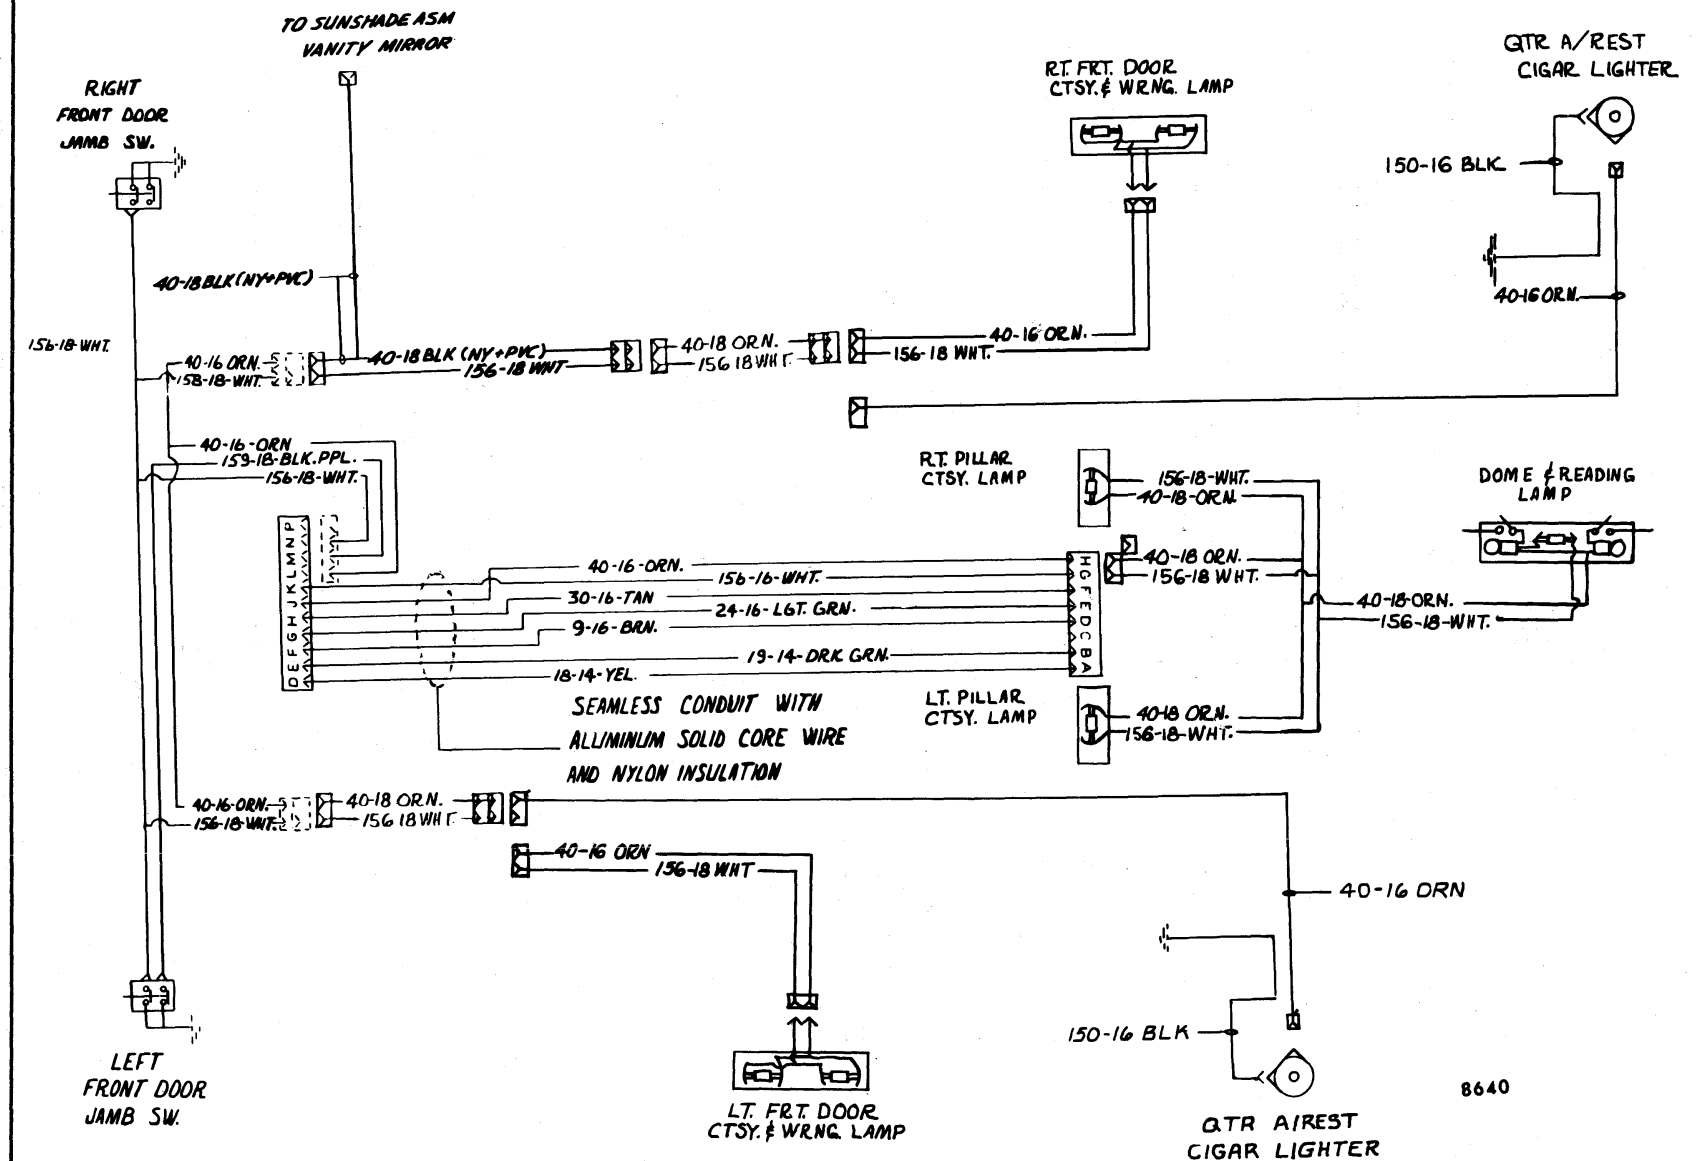 TO SUNSHADE ASM
VANITY MIRROR
RIGHT
FRONT DOOR
JAMB SW.
RT. FRT. DOOR
CTSY. & WRNG. LAMP
QTR A/REST
CIGAR LIGHTER
150-16 BLK
40-16 ORN.
40-18 BLK (NY+PVC)
156-18-WHT.
40-16 ORN.
158-18-WHT.
40-18 BLK (NY+PVC)
156-18 WHT
40-18 ORN.
156 18 WHT.
40-16 ORN.
156-18 WHT.
40-16-ORN
159-18-BLK.PPL.
156-18-WHT.
RT. PILLAR
CTSY. LAMP
156-18-WHT.
40-18-ORN.
DOME & READING
LAMP
P
N
M
L
K
J
H
G
F
E
D
40-16-ORN.
156-16-WHT.
30-16-TAN
24-16-LGT. GRN.
9-16-BRN.
19-14-DRK GRN.
18-14-YEL.
H
G
F
E
D
C
B
A
40-18 ORN.
156-18 WHT.
40-18-ORN.
156-18-WHT.
SEAMLESS CONDUIT WITH
ALUMINUM SOLID CORE WIRE
AND NYLON INSULATION
LT. PILLAR
CTSY. LAMP
40-18 ORN.
156-18-WHT.
40-16-ORN.
156-18-WHT.
40-18 ORN.
156 18 WHT.
40-16 ORN
156-18 WHT
40-16 ORN
150-16 BLK
LEFT
FRONT DOOR
JAMB SW.
LT. FRT. DOOR
CTSY. & WRNG. LAMP
QTR A/REST
CIGAR LIGHTER
8640